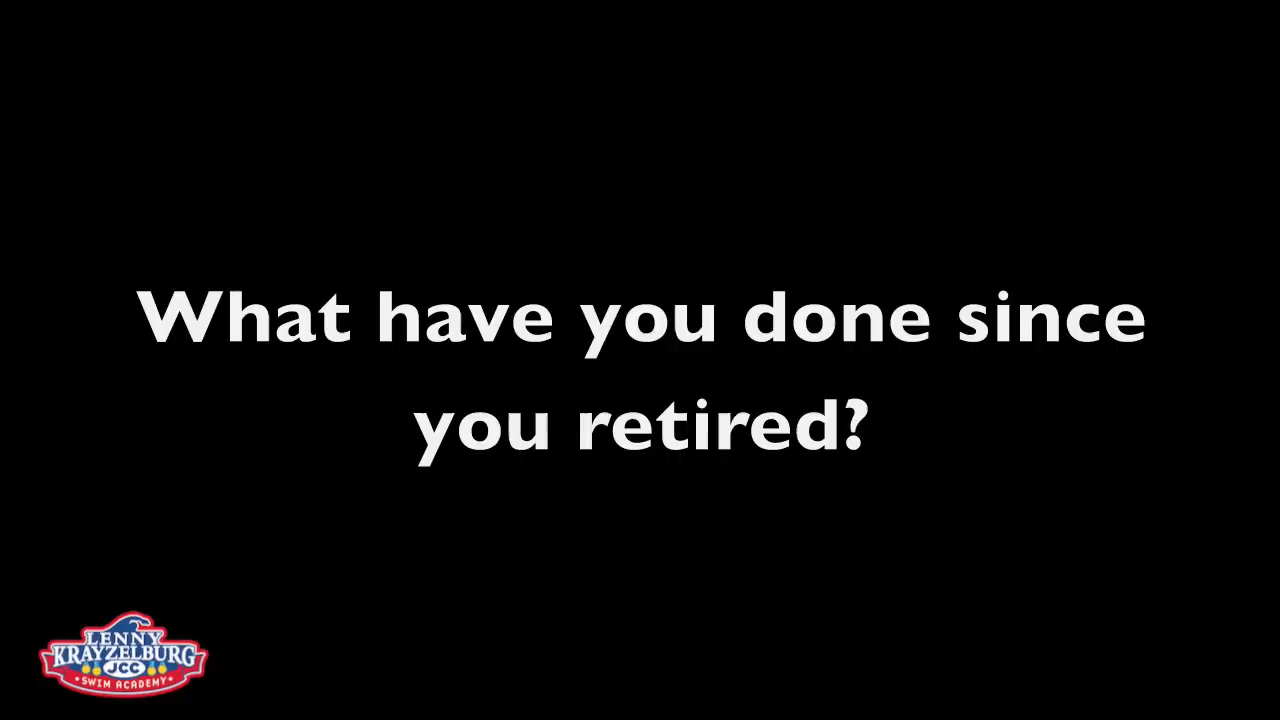 What have you done since
you retired?
LENNY
KRAYZELBURG
JCC
•SWIM ACADEMY•